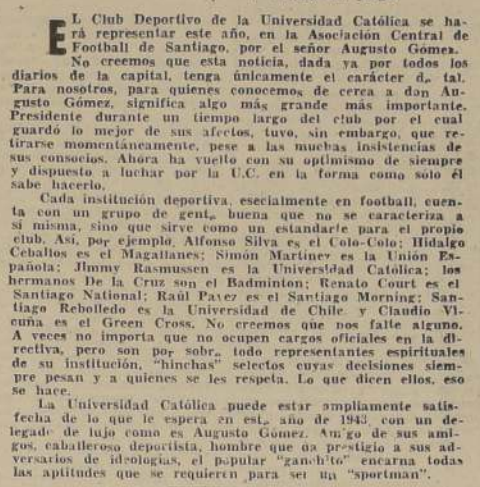 EL Club Deportivo de la Universidad Católica se ha-
rá representar este año, en la Asociación Central de
Football de Santiago, por el señor Augusto Gómez.
No creemos que esta noticia, dada ya por todos los
diarios de la capital, tenga únicamente el carácter de tal.
Para nosotros, para quienes conocemos de cerca a don Au-
gusto Gómez, significa algo más grande más importante.
Presidente durante un tiempo largo del club por el cual
guardó lo mejor de sus afectos, tuvo, sin embargo, que re-
tirarse momentáneamente, pese a las muchas insistencias de
sus consocios. Ahora ha vuelto con su optimismo de siempre
y dispuesto a luchar por la U.C. en la forma como sólo él
sabe hacerlo.
Cada institución deportiva, esecialmente en football, cuen-
ta con un grupo de gente buena que no se caracteriza a
sí misma, sino que sirve como un estandarte para el propio
club. Así, por ejemplo, Alfonso Silva es el Colo-Colo; Hidalgo
Ceballos es el Magallanes; Simón Martínez es la Unión Es-
pañola; Jimmy Rasmussen es la Universidad Católica; los
hermanos De la Cruz son el Badminton; Renato Court es el
Santiago National; Raúl Pavez es el Santiago Morning; San-
tiago Rebolledo es la Universidad de Chile y Claudio Vi-
cuña es el Green Cross. No creemos que nos falte alguno.
A veces no importa que no ocupen cargos oficiales en la di-
rectiva, pero son por sobre todo representantes espirituales
de su institución, "hinchas" selectos cuyas decisiones siem-
pre pesan y a quienes se les respeta. Lo que dicen ellos, eso
se hace.
La Universidad Católica puede estar ampliamente satis-
fecha de lo que le espera en este año de 1943, con un de-
legado de lujo como es Augusto Gómez. Amigo de sus ami-
gos, caballeroso deportista, hombre que da prestigio a sus ad-
versarios de ideologías, el popular "ganchito" encarna todas
las aptitudes que se requieren para ser un "sportman".